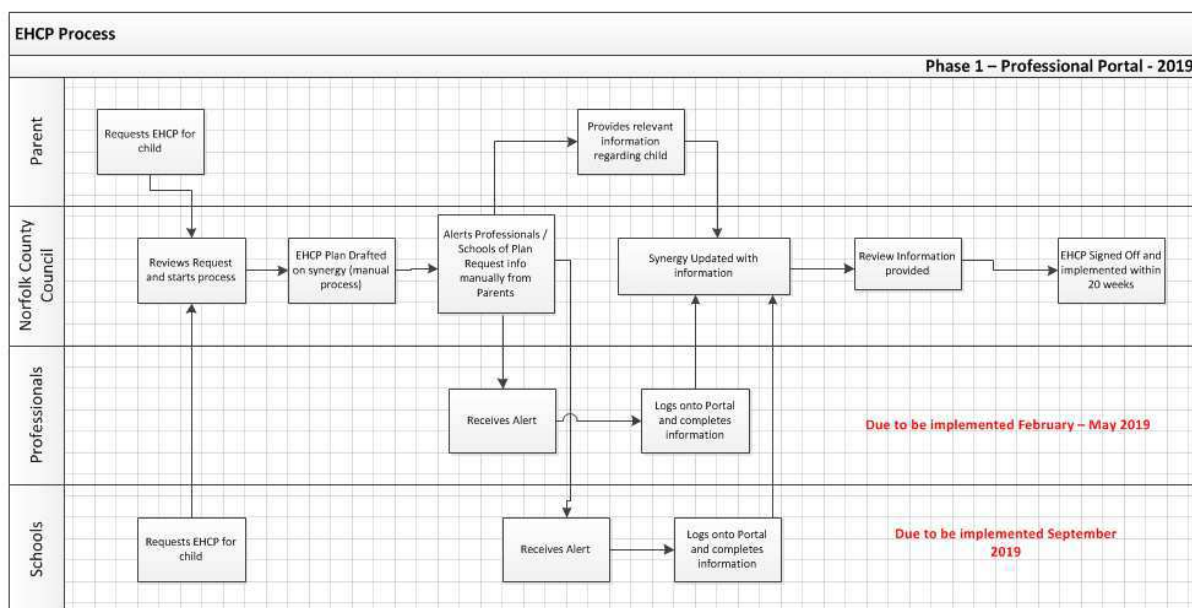 EHCP Process
Phase 1 – Professional Portal - 2019
Parent
Requests EHCP for
child
Provides relevant
information
regarding child
Norfolk County
Council
Reviews Request
and starts process
EHCP Plan Drafted
on synergy (manual
process)
Alerts Professionals /
Schools of Plan
Request info
manually from
Parents
Synergy Updated with
information
Review Information
provided
EHCP Signed Off and
implemented within
20 weeks
Professionals
Receives Alert
Logs onto Portal
and completes
information
Due to be implemented February – May 2019
Schools
Requests EHCP for
child
Receives Alert
Logs onto Portal
and completes
information
Due to be implemented September
2019